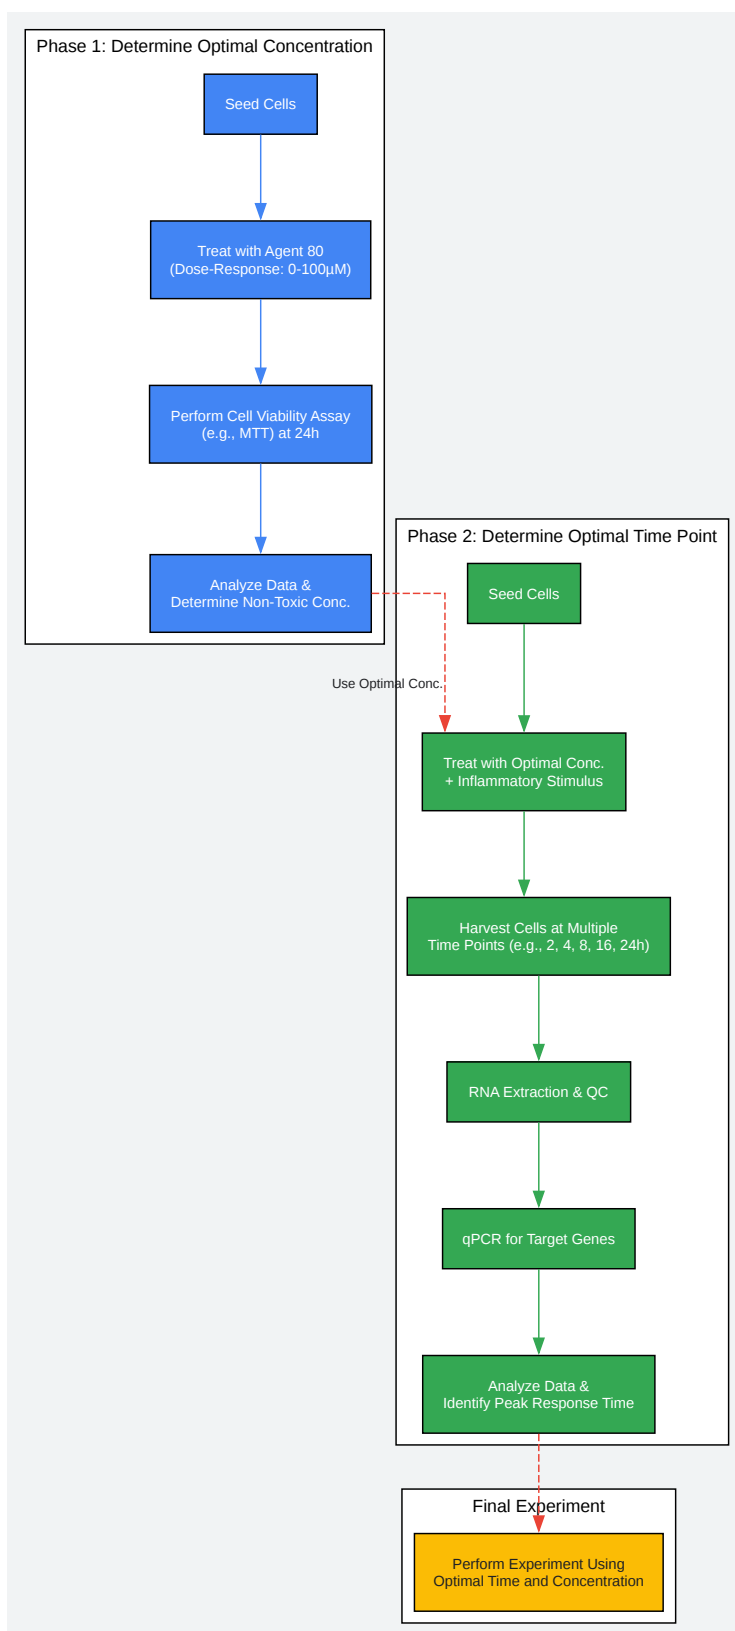 Phase 1: Determine Optimal Concentration
Seed Cells
Treat with Agent 80
(Dose-Response: 0-100µM)
Perform Cell Viability Assay
(e.g., MTT) at 24h
Analyze Data &
Determine Non-Toxic Conc.
Use Optimal Conc.
Phase 2: Determine Optimal Time Point
Seed Cells
Treat with Optimal Conc.
+ Inflammatory Stimulus
Harvest Cells at Multiple
Time Points (e.g., 2, 4, 8, 16, 24h)
RNA Extraction & QC
qPCR for Target Genes
Analyze Data &
Identify Peak Response Time
Final Experiment
Perform Experiment Using
Optimal Time and Concentration